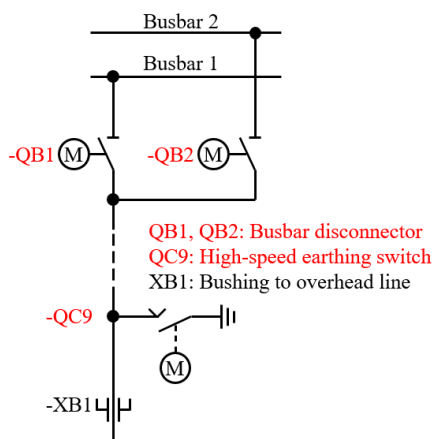 Busbar 2
Busbar 1
-QB1 M -QB2 M
QB1, QB2: Busbar disconnector
QC9: High-speed earthing switch
XB1: Bushing to overhead line
-QC9
M
-XB1